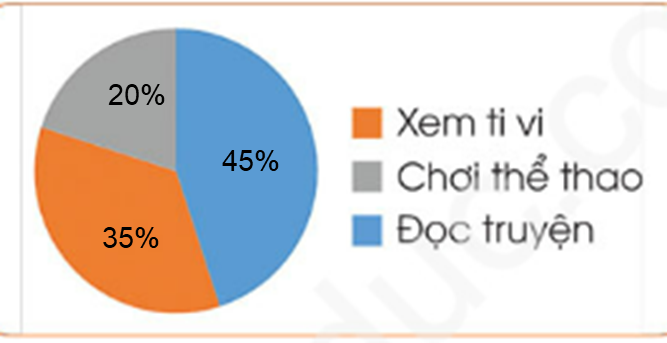 20%
45%
35%
Xem ti vi
Chơi thể thao
Đọc truyện